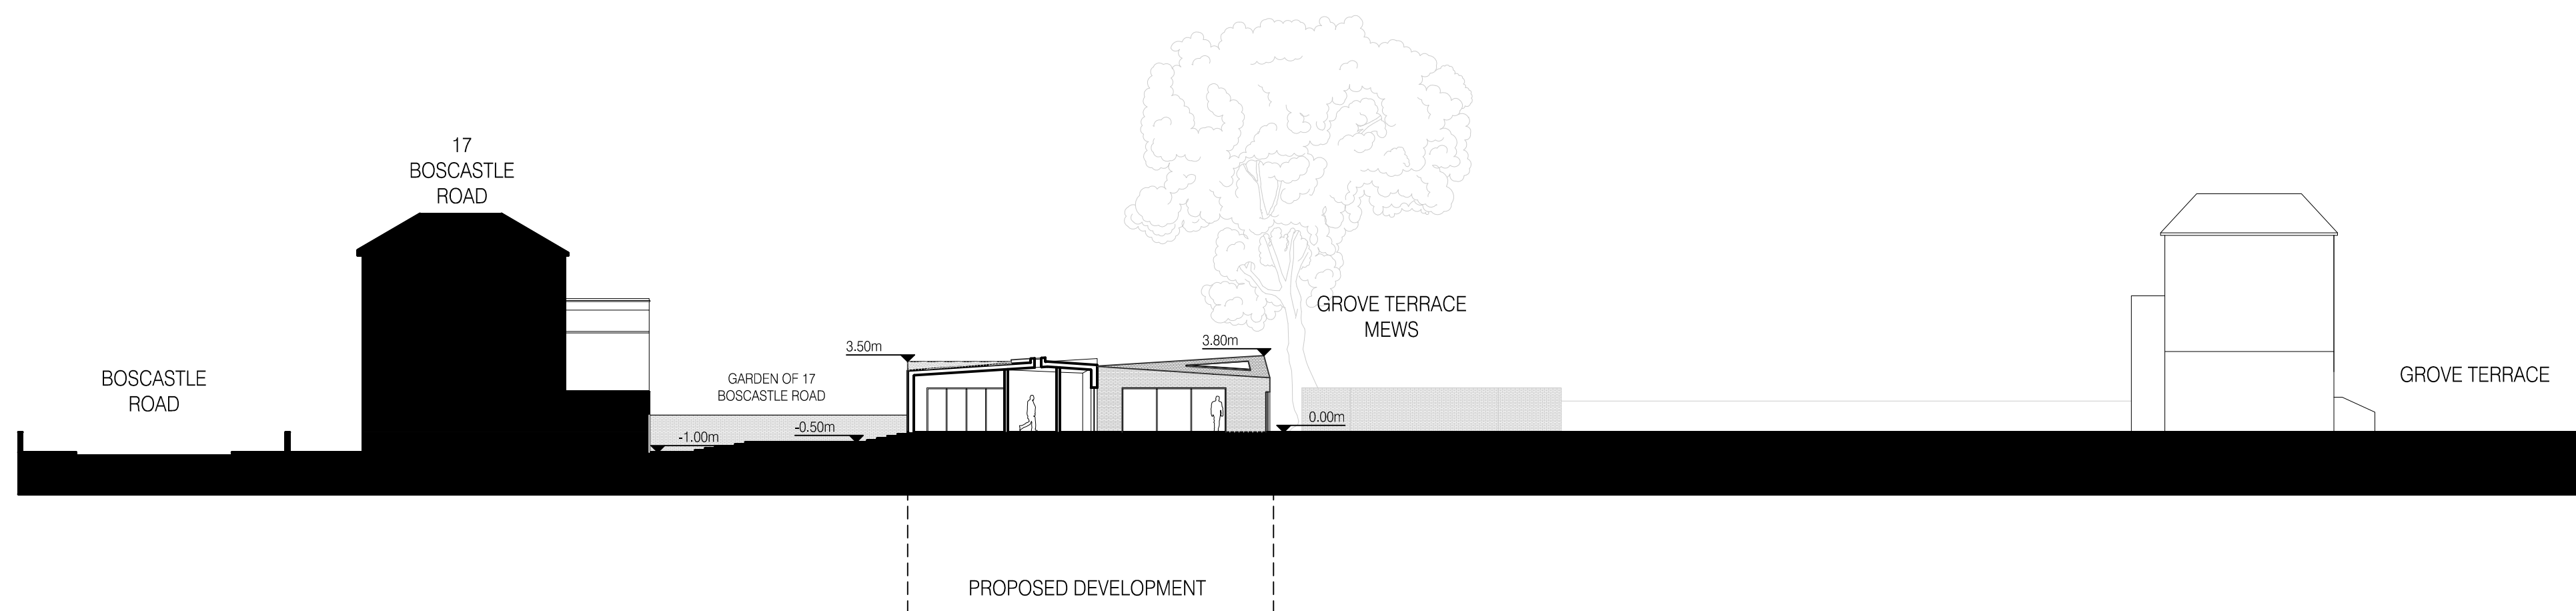 17
BOSCASTLE
ROAD
GROVE TERRACE
MEWS
3.80m
3.50m
BOSCASTLE
ROAD
GARDEN OF 17
BOSCASTLE ROAD
GROVE TERRACE
0.00m
-0.50m
-1.00m
PROPOSED DEVELOPMENT